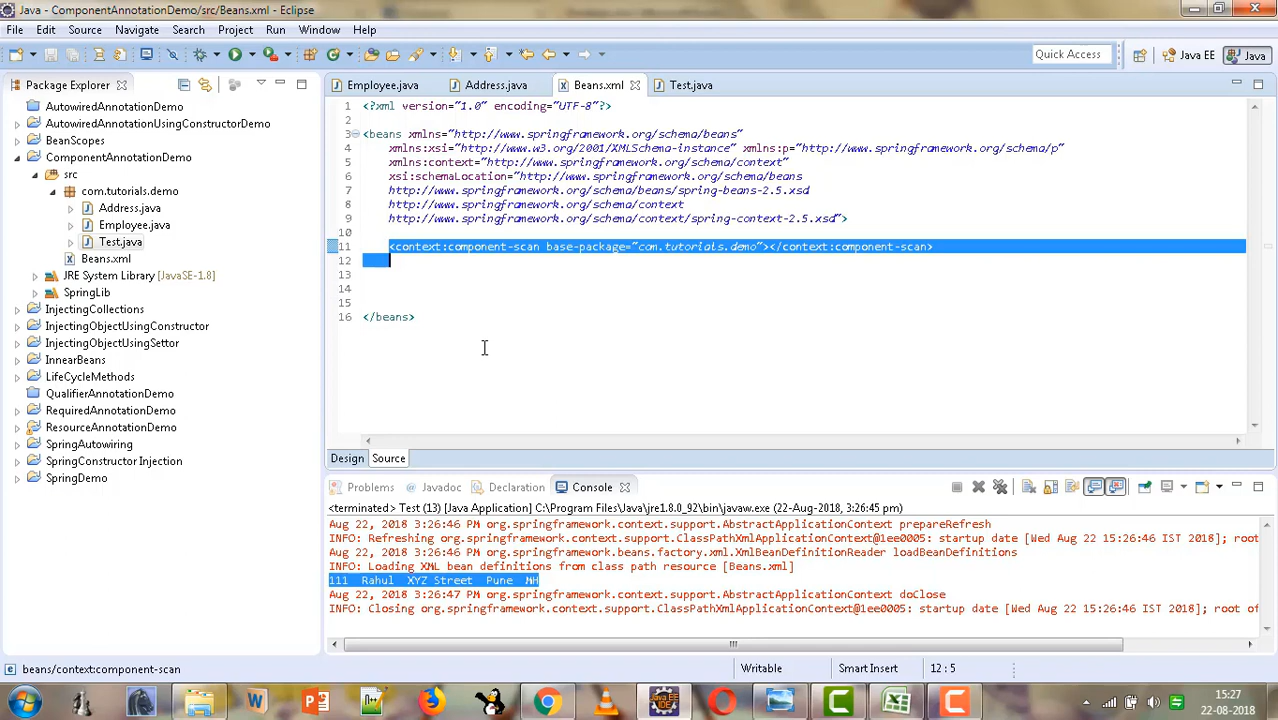 Java - ComponentAnnotationDemo/src/Beans.xml - Eclipse
File Edit Source Navigate Search Project Run Window Help
Quick Access Java EE Java
Package Explorer
Employee.java Address.java Beans.xml Test.java
AutowiredAnnotationDemo
AutowiredAnnotationUsingConstructorDemo
BeanScopes
ComponentAnnotationDemo
src
com.tutorials.demo
Address.java
Employee.java
Test.java
Beans.xml
JRE System Library [JavaSE-1.8]
SpringLib
InjectingCollections
InjectingObjectUsingConstructor
InjectingObjectUsingSettor
InnearBeans
LifeCycleMethods
QualifierAnnotationDemo
RequiredAnnotationDemo
ResourceAnnotationDemo
SpringAutowiring
SpringConstructor Injection
SpringDemo
1 <?xml version="1.0" encoding="UTF-8"?>
2
3 <beans xmlns="http://www.springframework.org/schema/beans"
4 xmlns:xsi="http://www.w3.org/2001/XMLSchema-instance" xmlns:p="http://www.springframework.org/schema/p"
5 xmlns:context="http://www.springframework.org/schema/context"
6 xsi:schemaLocation="http://www.springframework.org/schema/beans
7 http://www.springframework.org/schema/beans/spring-beans-2.5.xsd
8 http://www.springframework.org/schema/context
9 http://www.springframework.org/schema/context/spring-context-2.5.xsd">
10
11 <context:component-scan base-package="com.tutorials.demo"></context:component-scan>
12
13
14
15
16 </beans>
Design Source
Problems Javadoc Declaration Console
<terminated> Test (13) [Java Application] C:\Program Files\Java\jre1.8.0_92\bin\javaw.exe (22-Aug-2018, 3:26:45 pm)
Aug 22, 2018 3:26:46 PM org.springframework.context.support.AbstractApplicationContext prepareRefresh
INFO: Refreshing org.springframework.context.support.ClassPathXmlApplicationContext@1ee0005: startup date [Wed Aug 22 15:26:46 IST 2018]; root
Aug 22, 2018 3:26:46 PM org.springframework.beans.factory.xml.XmlBeanDefinitionReader loadBeanDefinitions
INFO: Loading XML bean definitions from class path resource [Beans.xml]
111 Rahul XYZ Street Pune MH
Aug 22, 2018 3:26:47 PM org.springframework.context.support.AbstractApplicationContext doClose
INFO: Closing org.springframework.context.support.ClassPathXmlApplicationContext@1ee0005: startup date [Wed Aug 22 15:26:46 IST 2018]; root of
beans/context:component-scan Writable Smart Insert 12 : 5
15:27
22-08-2018